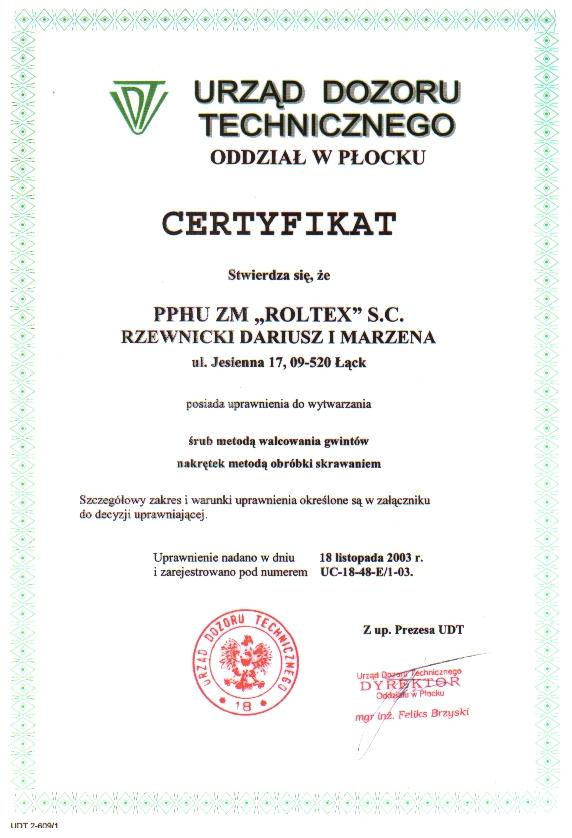 UDT
URZĄD DOZORU
TECHNICZNEGO
ODDZIAŁ W PŁOCKU
CERTYFIKAT
Stwierdza się, że
PPHU ZM „ROLTEX” S.C.
RZEWNICKI DARIUSZ I MARZENA
ul. Jesienna 17, 09-520 Łąck
posiada uprawnienia do wytwarzania
śrub metodą walcowania gwintów
nakrętek metodą obróbki skrawaniem
Szczegółowy zakres i warunki uprawnienia określone są w załączniku
do decyzji uprawniającej.
Uprawnienie nadano w dniu 18 listopada 2003 r.
i zarejestrowano pod numerem UC-18-48-E/1-03.
Z up. Prezesa UDT
URZĄD DOZORU TECHNICZNEGO
18
Urząd Dozoru Technicznego
DYREKTOR
Oddziału w Płocku
mgr inż. Feliks Brzyski
UDT 2-609/1